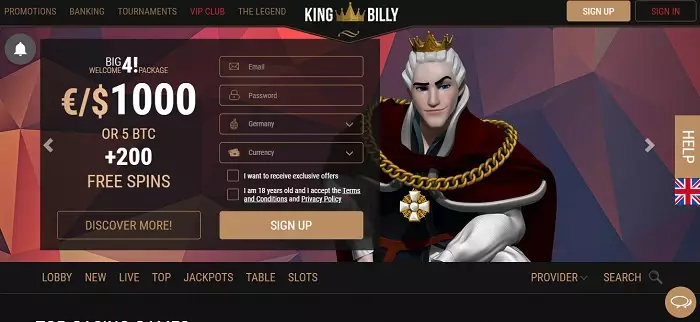 PROMOTIONS BANKING TOURNAMENTS VIP CLUB THE LEGEND KING BILLY SIGN UP SIGN IN
BIG 4!
WELCOME PACKAGE
€/$1000
OR 5 BTC
+200
FREE SPINS
DISCOVER MORE!
Email
Password
Germany
Currency
I want to receive exclusive offers
I am 18 years old and I accept the Terms
and Conditions and Privacy Policy
SIGN UP
HELP
LOBBY NEW LIVE TOP JACKPOTS TABLE SLOTS PROVIDER SEARCH